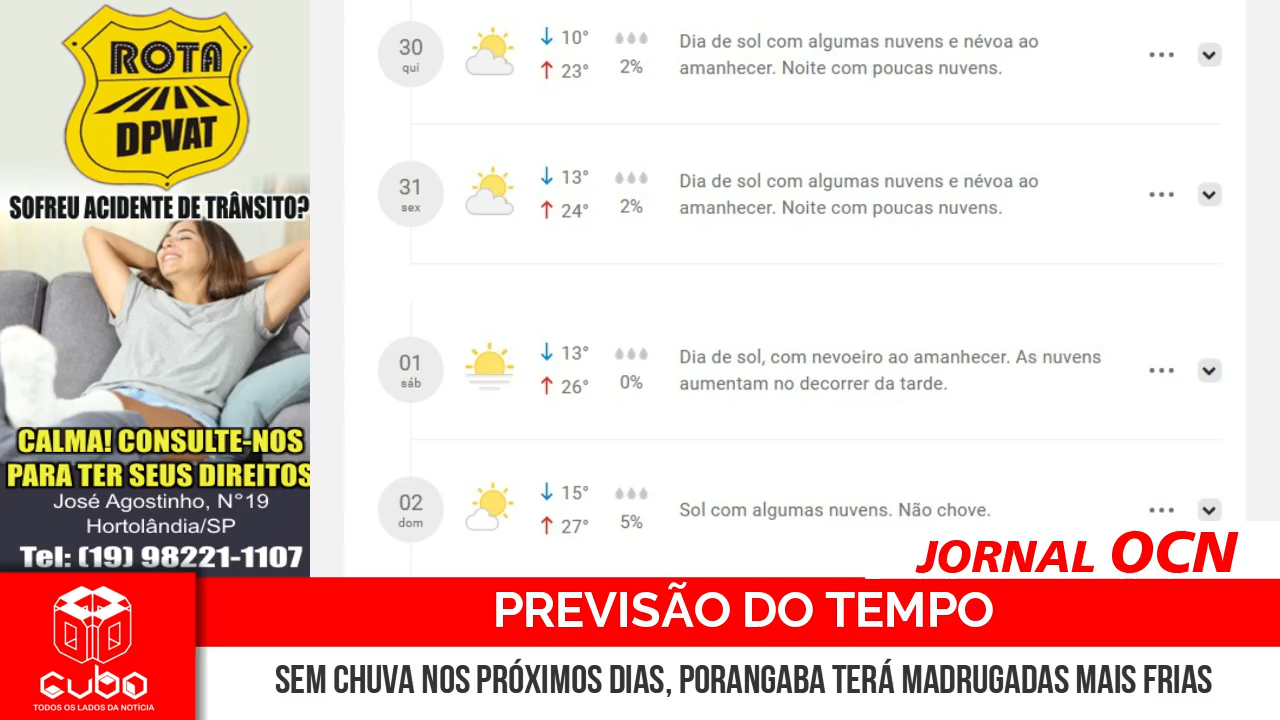 ROTA
DPVAT
SOFREU ACIDENTE DE TRÂNSITO?
CALMA! CONSULTE-NOS
PARA TER SEUS DIREITOS
José Agostinho, N°19
Hortolândia/SP
Tel: (19) 98221-1107
30
qui
10°
23°
2%
Dia de sol com algumas nuvens e névoa ao
amanhecer. Noite com poucas nuvens.
31
sex
13°
24°
2%
Dia de sol com algumas nuvens e névoa ao
amanhecer. Noite com poucas nuvens.
01
sáb
13°
26°
0%
Dia de sol, com nevoeiro ao amanhecer. As nuvens
aumentam no decorrer da tarde.
02
dom
15°
27°
5%
Sol com algumas nuvens. Não chove.
JORNAL OCN
PREVISÃO DO TEMPO
SEM CHUVA NOS PRÓXIMOS DIAS, PORANGABA TERÁ MADRUGADAS MAIS FRIAS
Cubo
TODOS OS LADOS DA NOTÍCIA